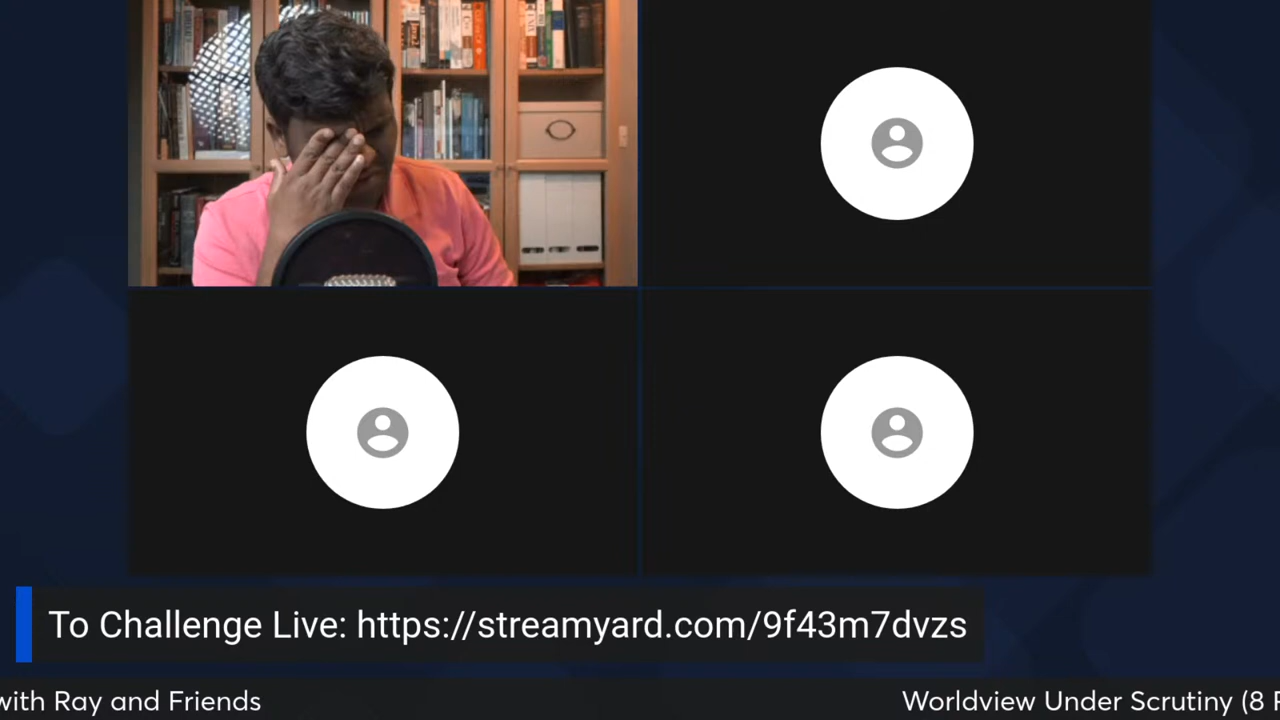 To Challenge Live: https://streamyard.com/9f43m7dvzs
with Ray and Friends Worldview Under Scrutiny (8